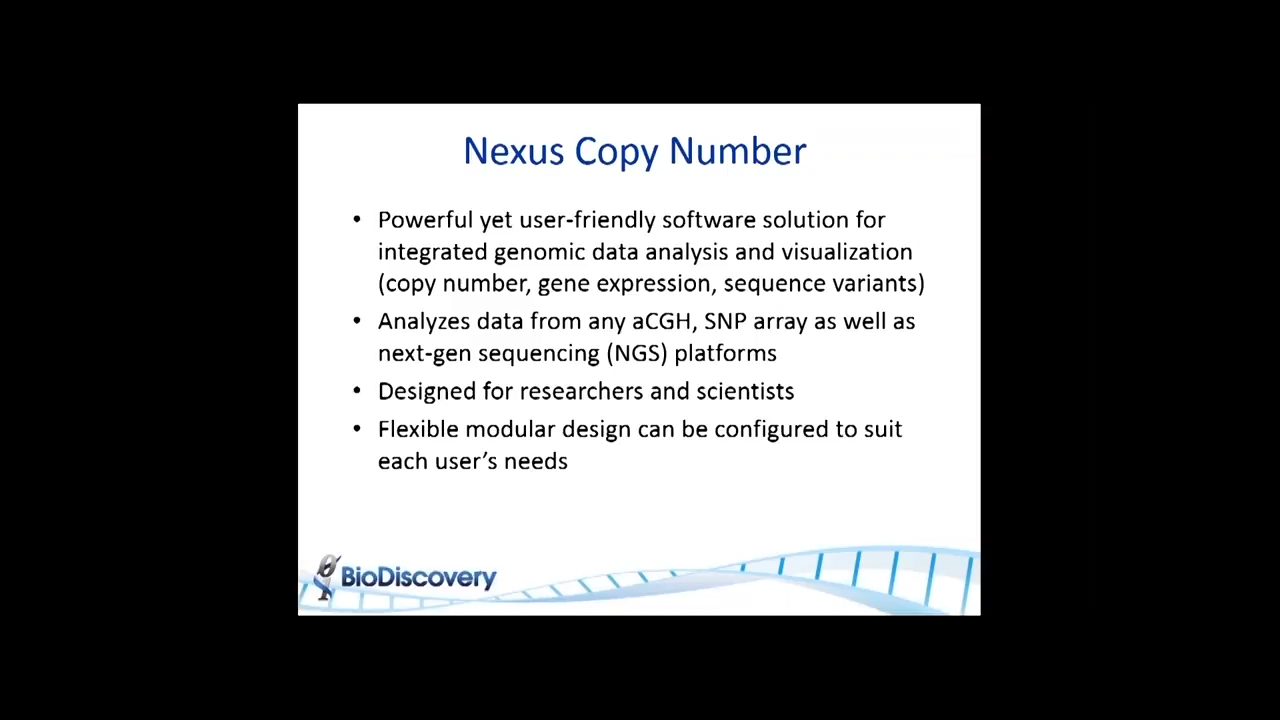 Nexus Copy Number
• Powerful yet user-friendly software solution for
integrated genomic data analysis and visualization
(copy number, gene expression, sequence variants)
• Analyzes data from any aCGH, SNP array as well as
next-gen sequencing (NGS) platforms
• Designed for researchers and scientists
• Flexible modular design can be configured to suit
each user’s needs
BioDiscovery